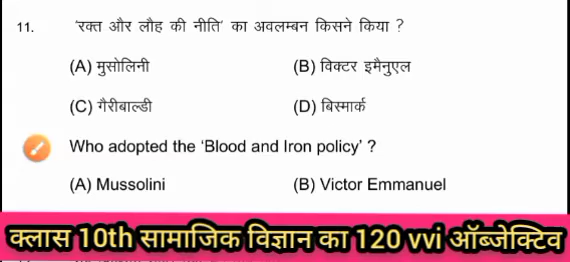 11. 'रक्त और लौह की नीति' का अवलम्बन किसने किया ?
(A) मुसोलिनी (B) विक्टर इमैनुएल
(C) गैरीबाल्डी (D) बिस्मार्क
Who adopted the 'Blood and Iron policy' ?
(A) Mussolini (B) Victor Emmanuel
क्लास 10th सामाजिक विज्ञान का 120 vvi ऑब्जेक्टिव